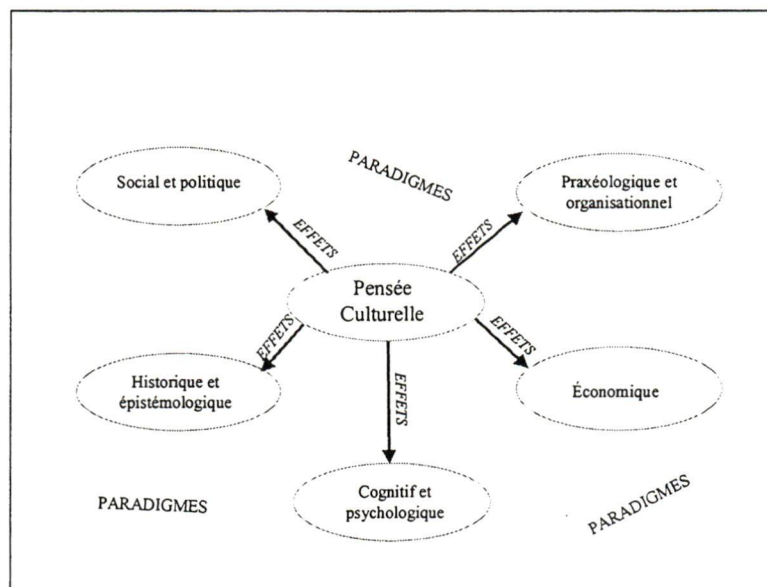 PARADIGMES
Social et politique
Praxéologique et
organisationnel
EFFETS
EFFETS
Pensée
Culturelle
EFFETS
EFFETS
Historique et
épistémologique
EFFETS
Économique
PARADIGMES
Cognitif et
psychologique
PARADIGMES